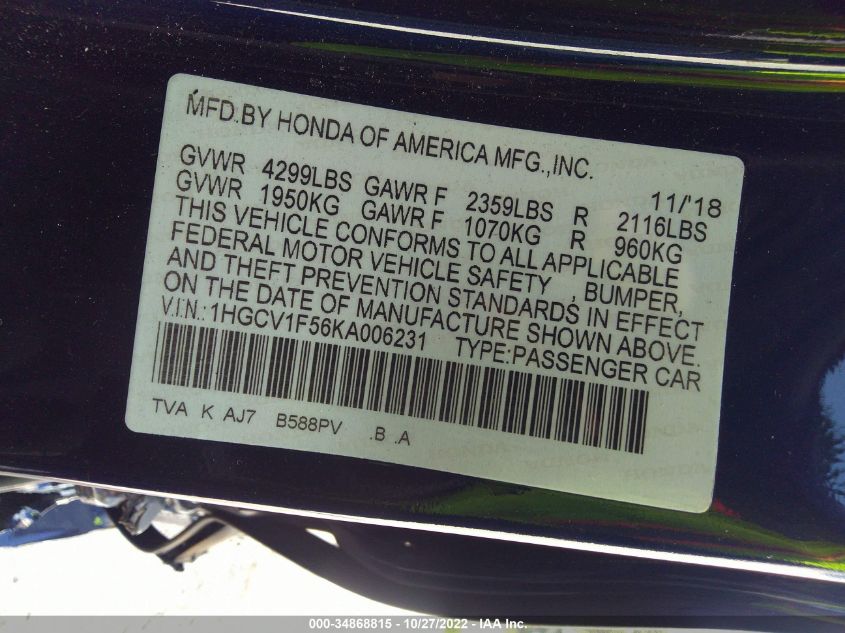 MFD.BY HONDA OF AMERICA MFG.,INC.
11/'18
GVWR 4299LBS GAWR F 2359LBS R 2116LBS
GVWR 1950KG GAWR F 1070KG R 960KG
THIS VEHICLE CONFORMS TO ALL APPLICABLE
FEDERAL MOTOR VEHICLE SAFETY , BUMPER,
AND THEFT PREVENTION STANDARDS IN EFFECT
ON THE DATE OF MANUFACTURE SHOWN ABOVE.
V.I.N.: 1HGCV1F56KA006231 TYPE:PASSENGER CAR
TVA K AJ7 B588PV .B .A
000-34868815 - 10/27/2022 - IAA Inc.